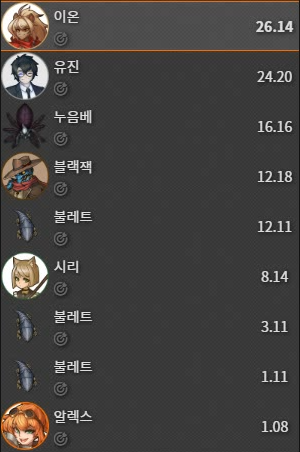 이온
26.14
유진
24.20
누음베
16.16
블랙잭
12.18
불레트
12.11
시리
8.14
불레트
3.11
불레트
1.11
알렉스
1.08